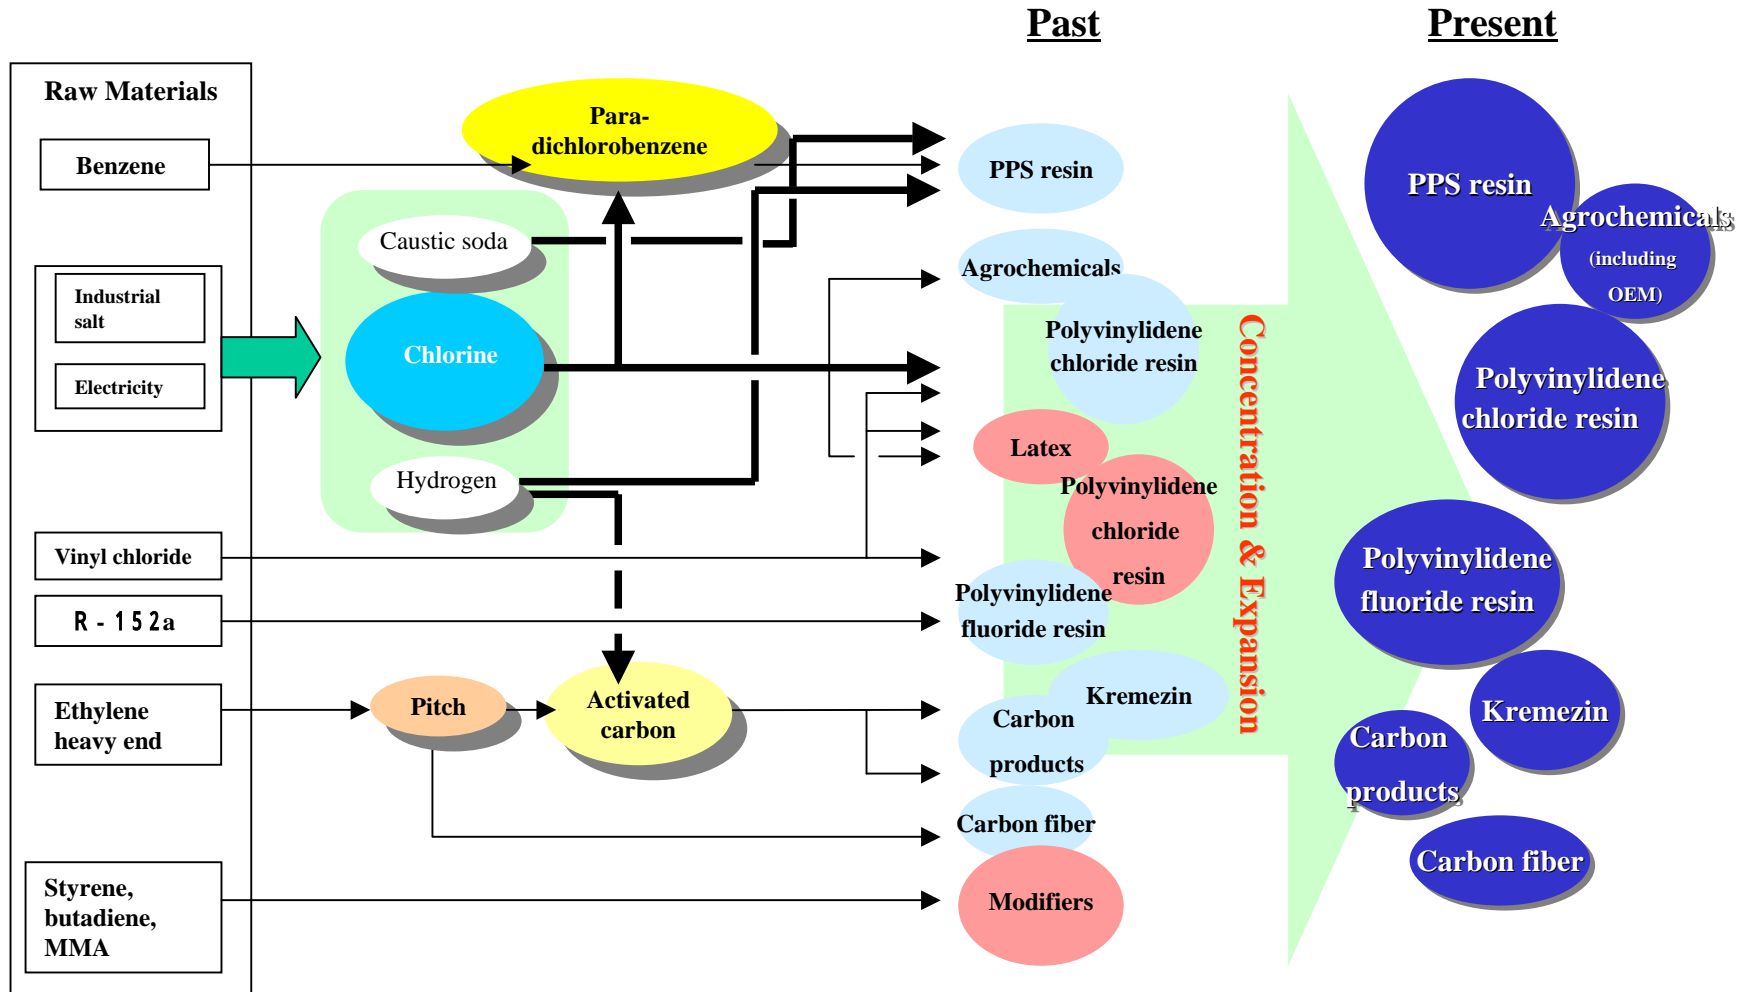 Past
Present
Raw Materials
Benzene
Industrial
salt
Electricity
Vinyl chloride
R-152a
Ethylene
heavy end
Styrene,
butadiene,
MMA
Para-
dichlorobenzene
Caustic soda
Chlorine
Hydrogen
Pitch
Activated
carbon
PPS resin
Agrochemicals
Polyvinylidene
chloride resin
Latex
Polyvinylidene
chloride
resin
Polyvinylidene
fluoride resin
Kremezin
Carbon
products
Carbon fiber
Modifiers
Concentration & Expansion
PPS resin
Agrochemicals
(including
OEM)
Polyvinylidene
chloride resin
Polyvinylidene
fluoride resin
Kremezin
Carbon
products
Carbon fiber